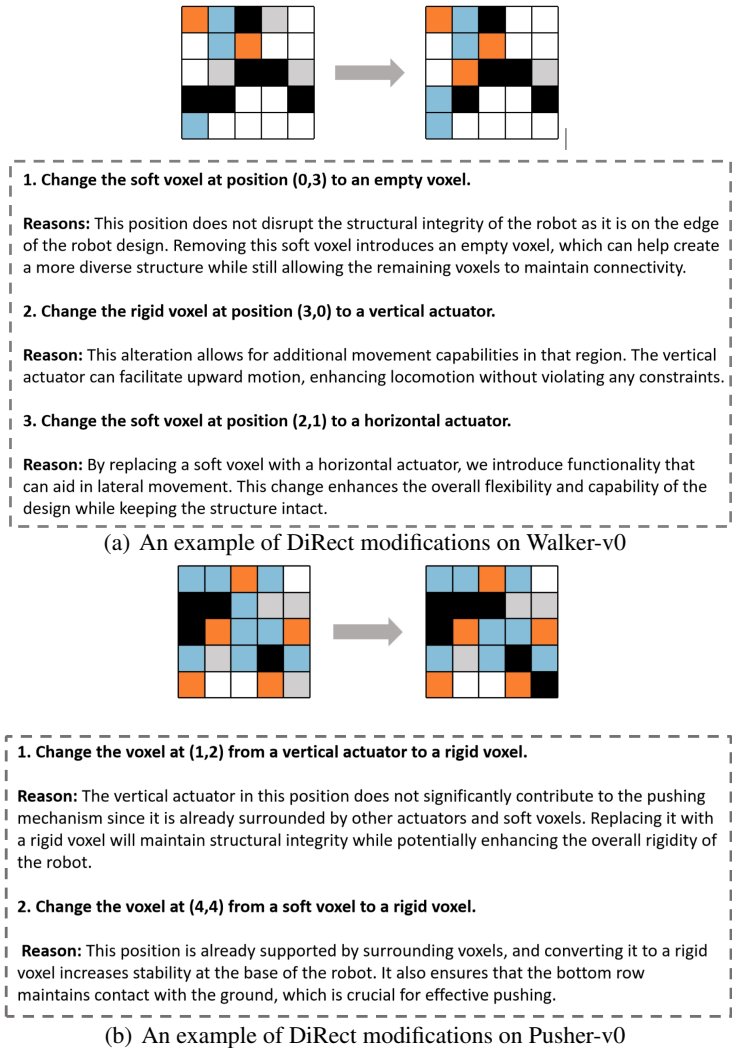 1. Change the soft voxel at position (0,3) to an empty voxel.
Reasons: This position does not disrupt the structural integrity of the robot as it is on the edge
of the robot design. Removing this soft voxel introduces an empty voxel, which can help create
a more diverse structure while still allowing the remaining voxels to maintain connectivity.
2. Change the rigid voxel at position (3,0) to a vertical actuator.
Reason: This alteration allows for additional movement capabilities in that region. The vertical
actuator can facilitate upward motion, enhancing locomotion without violating any constraints.
3. Change the soft voxel at position (2,1) to a horizontal actuator.
Reason: By replacing a soft voxel with a horizontal actuator, we introduce functionality that
can aid in lateral movement. This change enhances the overall flexibility and capability of the
design while keeping the structure intact.
(a) An example of DiRect modifications on Walker-v0
1. Change the voxel at (1,2) from a vertical actuator to a rigid voxel.
Reason: The vertical actuator in this position does not significantly contribute to the pushing
mechanism since it is already surrounded by other actuators and soft voxels. Replacing it with
a rigid voxel will maintain structural integrity while potentially enhancing the overall rigidity of
the robot.
2. Change the voxel at (4,4) from a soft voxel to a rigid voxel.
Reason: This position is already supported by surrounding voxels, and converting it to a rigid
voxel increases stability at the base of the robot. It also ensures that the bottom row
maintains contact with the ground, which is crucial for effective pushing.
(b) An example of DiRect modifications on Pusher-v0